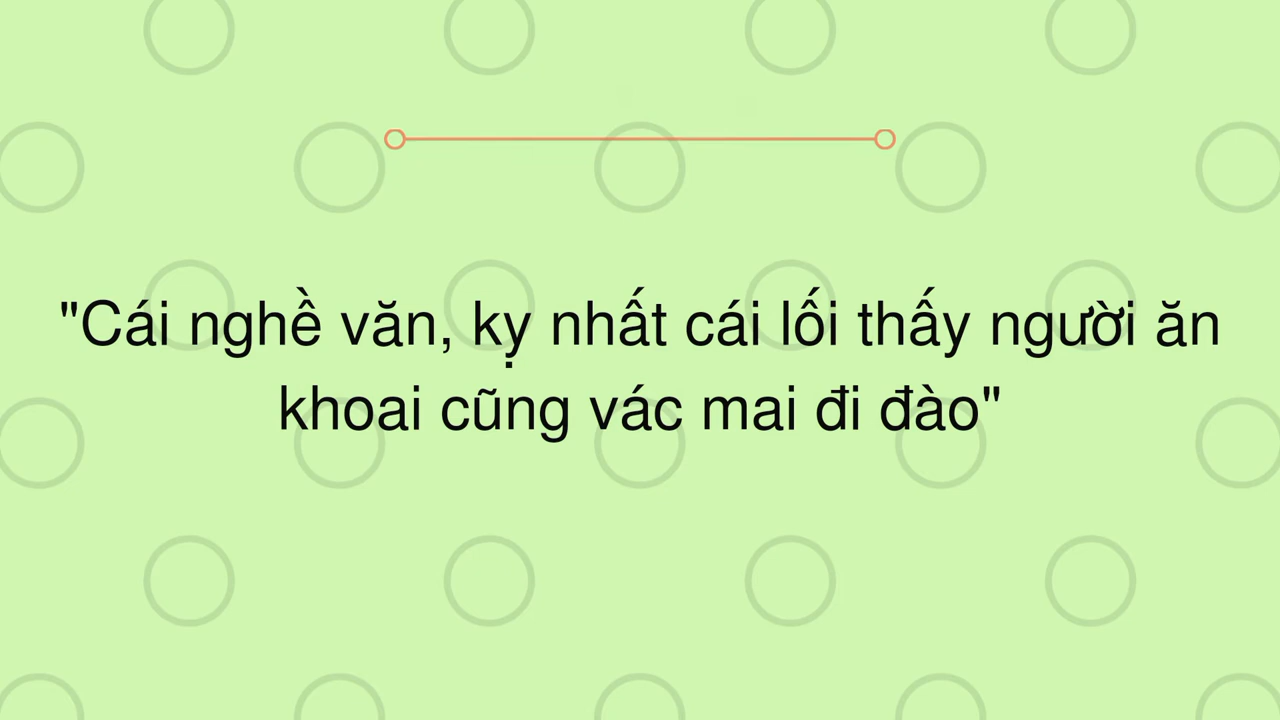 "Cái nghề văn, kỵ nhất cái lối thấy người ăn
khoai cũng vác mai đi đào"